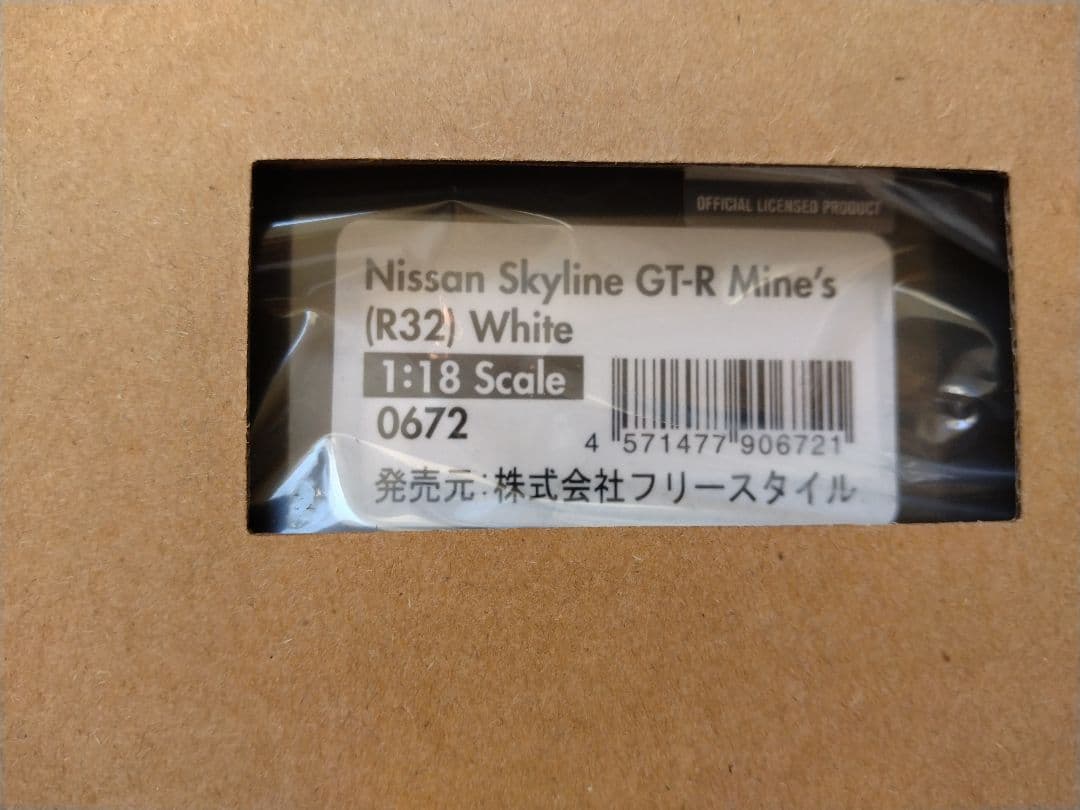 OFFICIAL LICENSED PRODUCT
Nissan Skyline GT-R Mine's
(R32) White
1:18 Scale
0672
4 571477 906721
発売元:株式会社フリースタイル